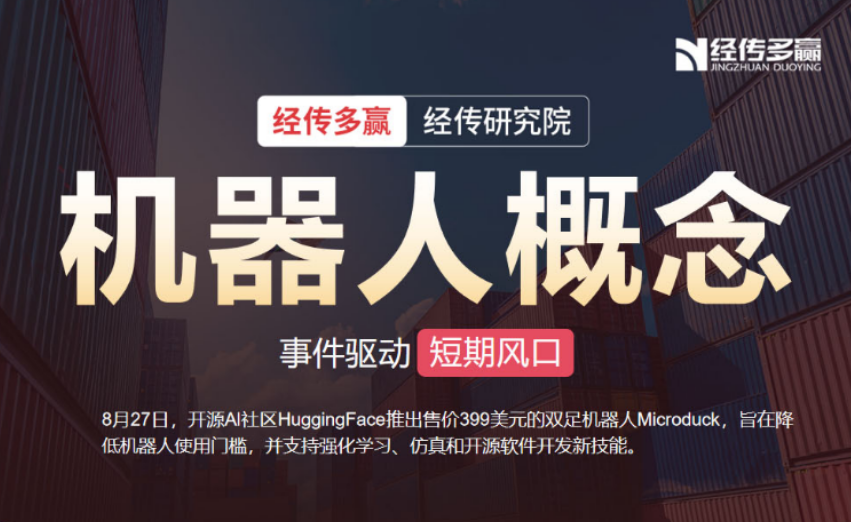 经传多赢
JINGZHUAN DUOYING
经传多赢 经传研究院
机器人概念
事件驱动 短期风口
8月27日，开源AI社区HuggingFace推出售价399美元的双足机器人Microduck，旨在降
低机器人使用门槛，并支持强化学习、仿真和开源软件开发新技能。